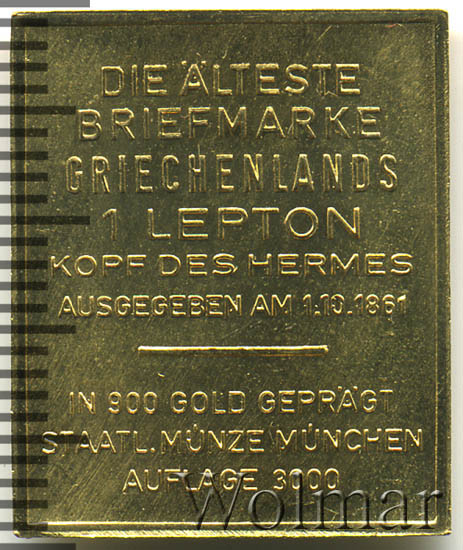 DIE ÄLTESTE
BRIEFMARKE
GRIECHENLANDS
1 LEPTON
KOPF DES HERMES
AUSGEGEBEN AM 1.10.1861
IN 900 GOLD GEPRÄGT
STAATL. MÜNZE MÜNCHEN
AUFLAGE 3000
Wolmar